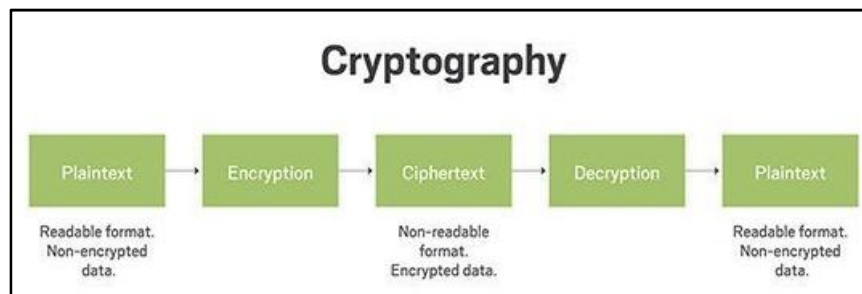 Cryptography
Plaintext
Encryption
Ciphertext
Decryption
Plaintext
Readable format.
Non-encrypted
data.
Non-readable
format.
Encrypted data.
Readable format.
Non-encrypted
data.